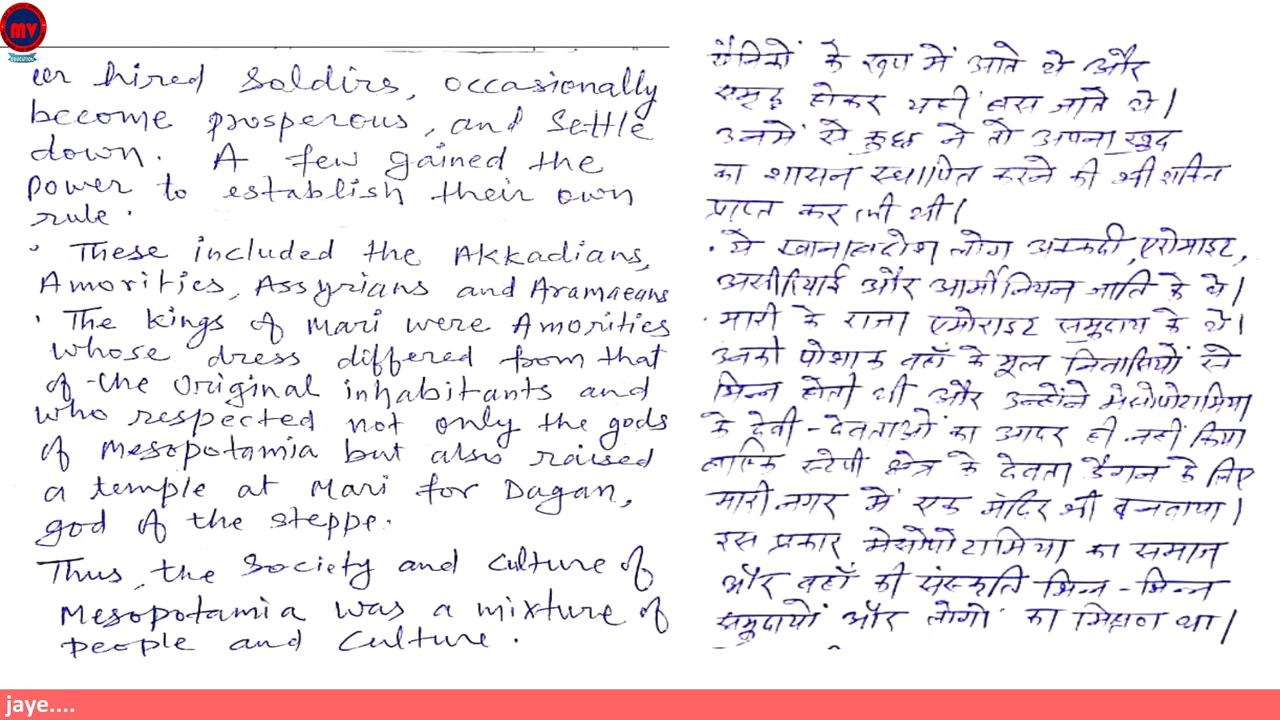 mv
EDUCATION
or hired soldirs, occasionally
become prosperous, and settle
down. A few gained the
power to establish their own
rule.
• These included the Akkadians,
Amorities, Assyrians and Aramaeans
• The kings of Mari were Amorities
whose dress differed from that
of the original inhabitants and
who respected not only the gods
of Mesopotamia but also raised
a temple at Mari for Dagan,
god of the steppe.
Thus, the society and culture of
Mesopotamia was a mixture of
people and culture.
सैनिकों के रूप में आते थे और
समृद्ध होकर यहीं बस जाते थे।
उनमें से कुछ ने तो अपना खुद
का शासन स्थापित करने की भी शक्ति
प्राप्त कर ली थी।
• ये खानाबदोश लोग अक्कदी, एरोमाइट,
असीरियाई और आर्मीनियन जाति के थे।
• मारी के राजा एमोराइट समुदाय के थे।
उनकी पोशाक वहाँ के मूल निवासियों से
भिन्न होती थी और उन्होंने मेसोपोटामिया
के देवी-देवताओं का आदर ही नहीं किया
बल्कि स्टेपी क्षेत्र के देवता डैगन के लिए
मारी नगर में एक मंदिर भी बनवाया।
इस प्रकार मेसोपोटामिया का समाज
और वहाँ की संस्कृति भिन्न-भिन्न
समुदायों और लोगों का मिश्रण था।
jaye....